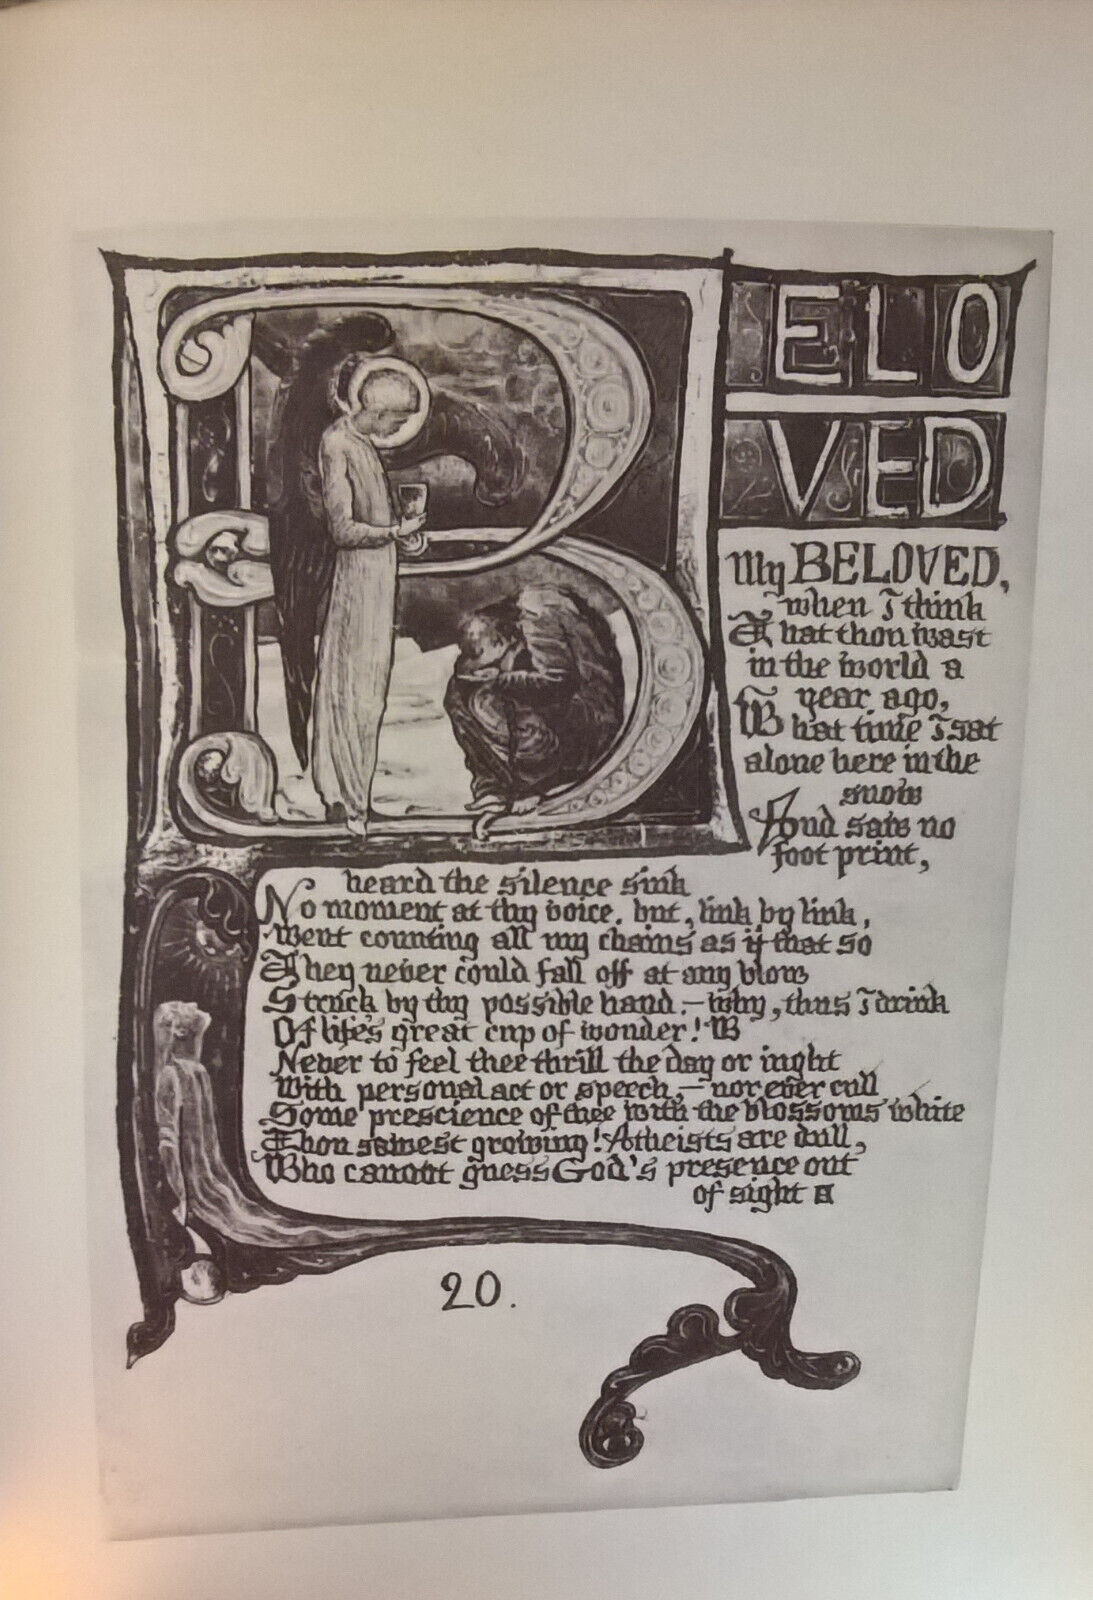 BELO
VED
My BELOVED,
when I think
That thou wast
in the world a
year ago,
What time I sat
alone here in the
snow
And saw no
foot print,
heard the silence sink
No moment at thy voice. but, link by link,
Went counting all my chains as if that so
They never could fall off at any blow
Struck by thy possible hand.— why, thus I drink
Of life's great cup of wonder!
Never to feel thee thrill the day or night
With personal act or speech,— nor ever cull
Some prescience of thee with the blossoms white
Thou sawest growing! Atheists are dull,
Who cannot guess God's presence out
of sight
20.